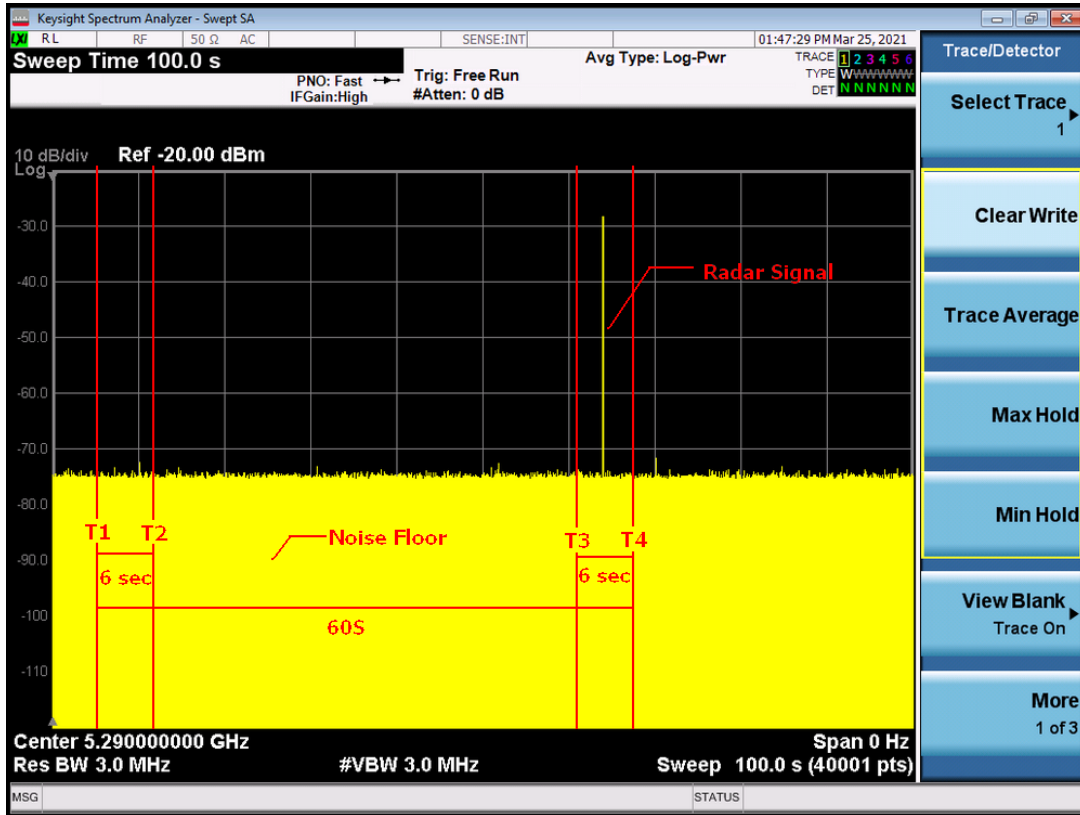 Keysight Spectrum Analyzer - Swept SA
LXI RL RF 50 Ω AC SENSE:INT 01:47:29 PM Mar 25, 2021
Sweep Time 100.0 s
PNO: Fast
IFGain:High
Trig: Free Run
#Atten: 0 dB
Avg Type: Log-Pwr
TRACE 1 2 3 4 5 6
TYPE WWWWWW
DET N N N N N N
10 dB/div Ref -20.00 dBm
Log
-30.0
-40.0
-50.0
-60.0
-70.0
-80.0
-90.0
-100
-110
Radar Signal
T1 T2 Noise Floor T3 T4
6 sec 6 sec
60S
Center 5.290000000 GHz Span 0 Hz
Res BW 3.0 MHz #VBW 3.0 MHz Sweep 100.0 s (40001 pts)
MSG STATUS
Trace/Detector
Select Trace
1
Clear Write
Trace Average
Max Hold
Min Hold
View Blank
Trace On
More
1 of 3